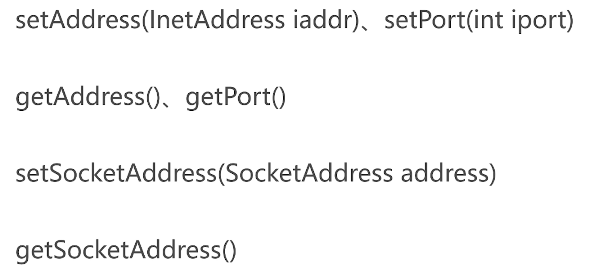 setAddress(InetAddress iaddr)、setPort(int iport)
getAddress()、getPort()
setSocketAddress(SocketAddress address)
getSocketAddress()